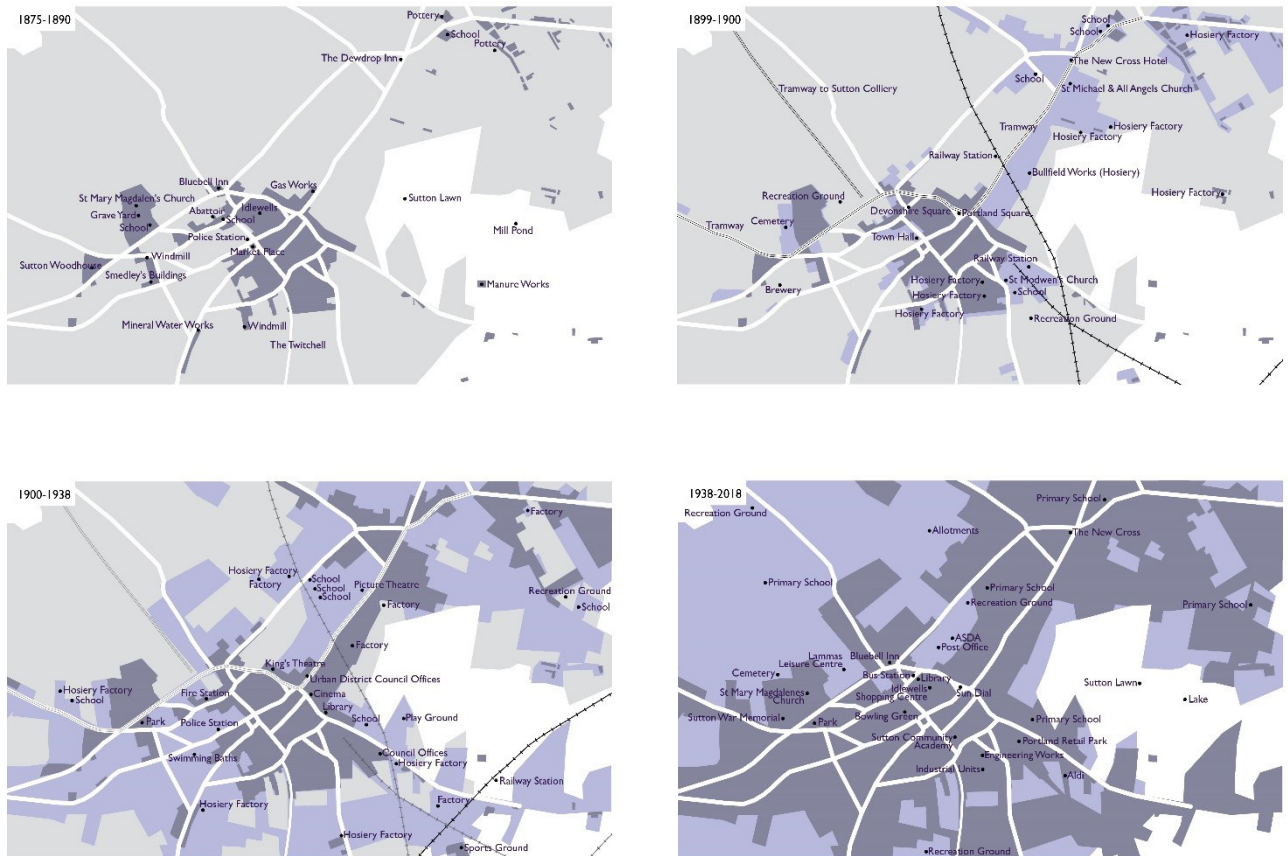 1875-1890
Pottery
School
Pottery
The Dewdrop Inn
Bluebell Inn
Gas Works
St Mary Magdalen's Church
Grave Yard
School
Abattoir
School
Idlewells
Police Station
Market Place
Sutton Lawn
Mill Pond
Windmill
Sutton Woodhouse
Smedley's Buildings
Manure Works
Mineral Water Works
Windmill
The Twitchell
1899-1900
School
School
Hosiery Factory
The New Cross Hotel
School
St Michael & All Angels Church
Tramway to Sutton Colliery
Tramway
Hosiery Factory
Hosiery Factory
Railway Station
Bullfield Works (Hosiery)
Recreation Ground
Hosiery Factory
Devonshire Square
Portland Square
Cemetery
Tramway
Town Hall
Railway Station
Brewery
Hosiery Factory
St Modwen's Church
Hosiery Factory
School
Hosiery Factory
Recreation Ground
1900-1938
Factory
Hosiery Factory
Factory
School
School
School
Picture Theatre
Factory
Recreation Ground
School
Factory
King's Theatre
Urban District Council Offices
Hosiery Factory
School
Fire Station
Cinema
Library
Park
Police Station
School
Play Ground
Swimming Baths
Council Offices
Hosiery Factory
Railway Station
Hosiery Factory
Factory
Hosiery Factory
Sports Ground
1938-2018
Primary School
Recreation Ground
Allotments
The New Cross
Primary School
Primary School
Recreation Ground
Primary School
ASDA
Post Office
Lammas
Leisure Centre
Bluebell Inn
Cemetery
Bus Station
Library
St Mary Magdalenes
Church
Idlewells
Shopping Centre
Sun Dial
Sutton Lawn
Lake
Sutton War Memorial
Park
Bowling Green
Primary School
Sutton Community
Academy
Portland Retail Park
Engineering Works
Industrial Units
Aldi
Recreation Ground